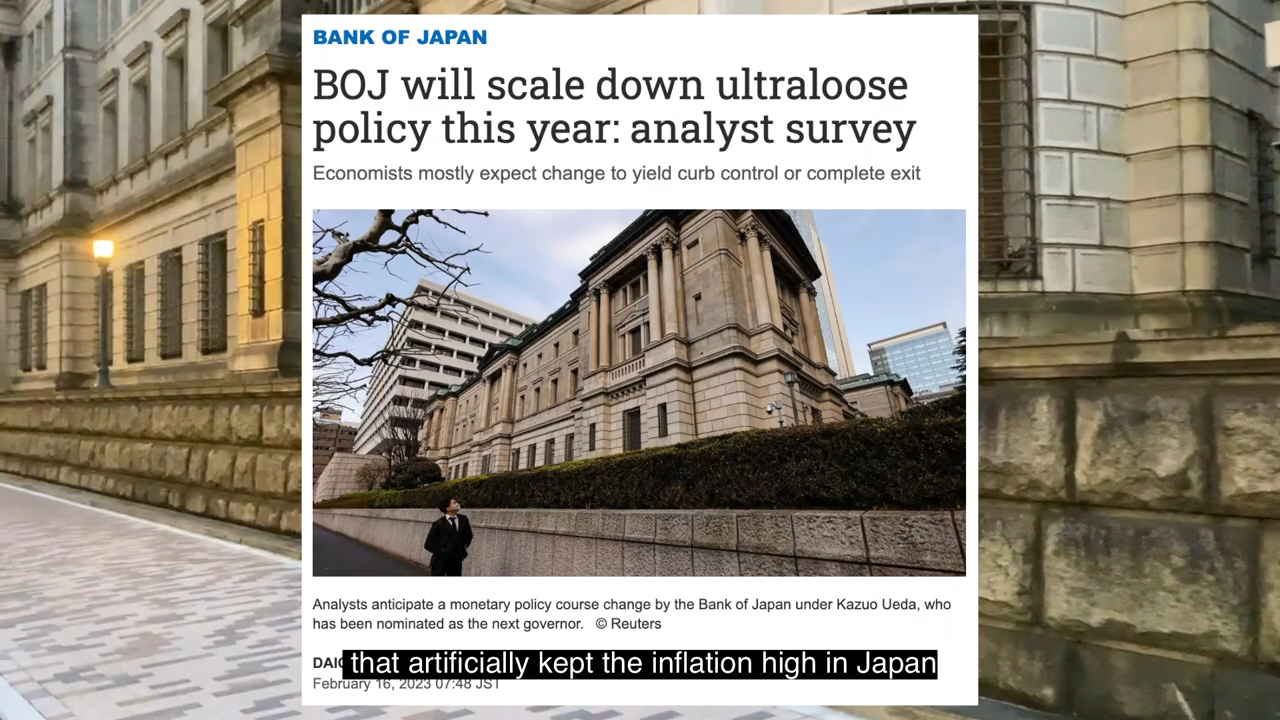 BANK OF JAPAN
BOJ will scale down ultraloose
policy this year: analyst survey
Economists mostly expect change to yield curb control or complete exit
Analysts anticipate a monetary policy course change by the Bank of Japan under Kazuo Ueda, who
has been nominated as the next governor. © Reuters
that artificially kept the inflation high in Japan
February 16, 2023 07:48 JST